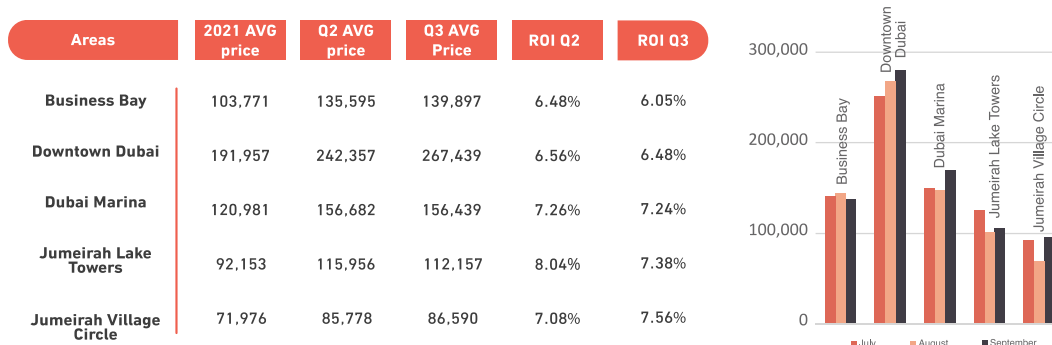 Areas
2021 AVG
price
Q2 AVG
price
Q3 AVG
Price
ROI Q2
ROI Q3
Business Bay
103,771
135,595
139,897
6.48%
6.05%
Downtown Dubai
191,957
242,357
267,439
6.56%
6.48%
Dubai Marina
120,981
156,682
156,439
7.26%
7.24%
Jumeirah Lake
Towers
92,153
115,956
112,157
8.04%
7.38%
Jumeirah Village
Circle
71,976
85,778
86,590
7.08%
7.56%
300,000
200,000
100,000
0
Business Bay
Downtown
Dubai
Dubai Marina
Jumeirah Lake Towers
Jumeirah Village Circle
July
August
September